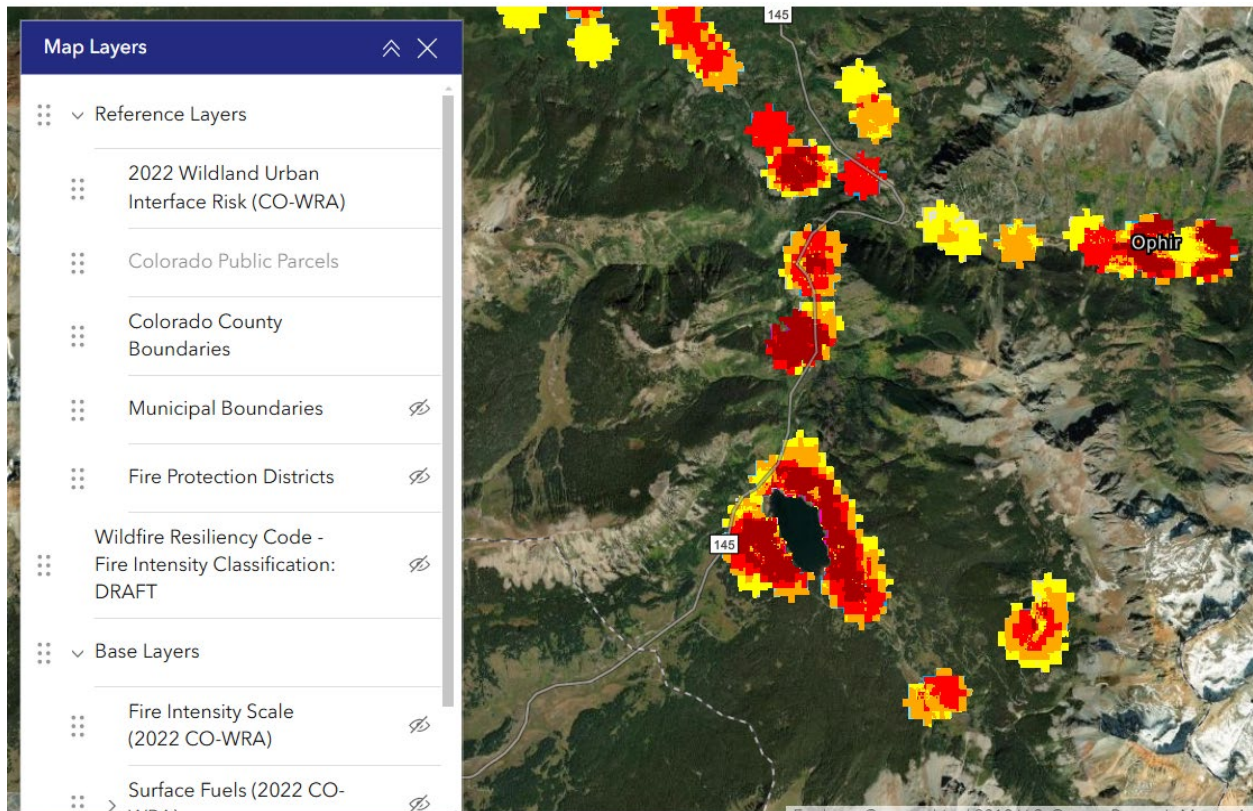 Map Layers
Reference Layers
2022 Wildland Urban
Interface Risk (CO-WRA)
Colorado Public Parcels
Colorado County
Boundaries
Municipal Boundaries
Fire Protection Districts
Wildfire Resiliency Code -
Fire Intensity Classification:
DRAFT
Base Layers
Fire Intensity Scale
(2022 CO-WRA)
Surface Fuels (2022 CO-
145
Ophir
145